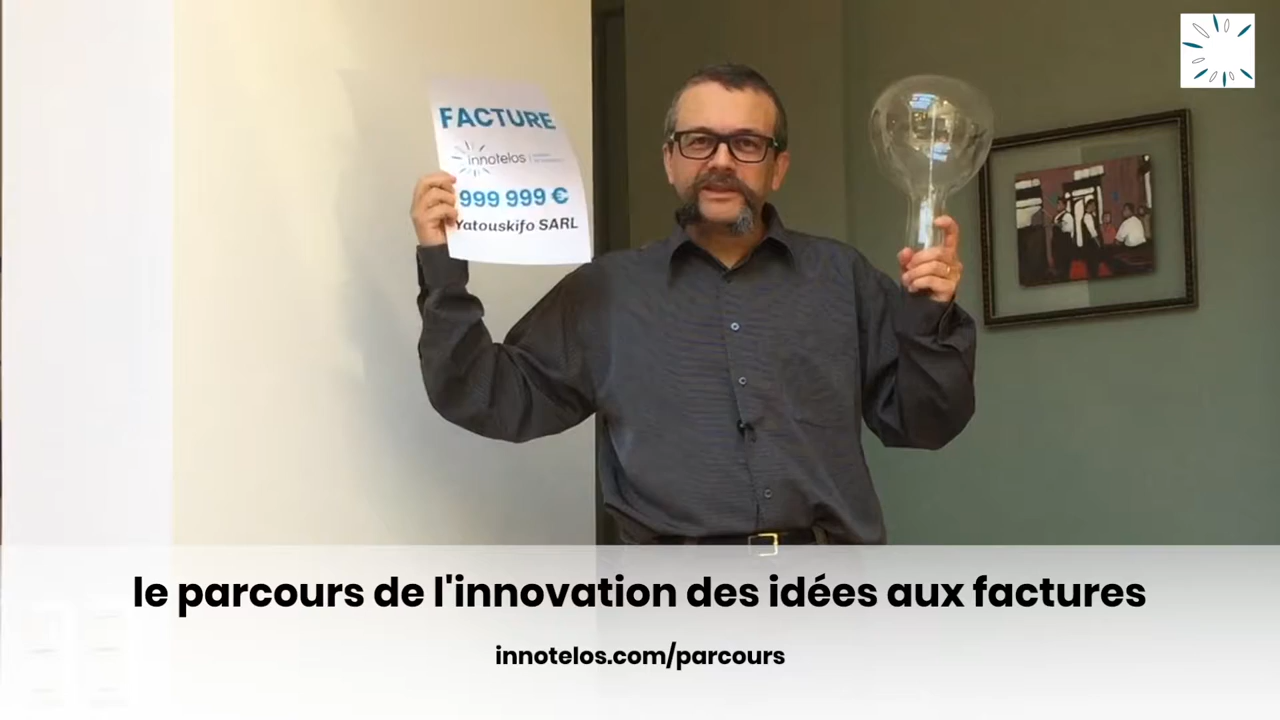 FACTURE
innotelos
999 999 €
Yatouskifo SARL
le parcours de l'innovation des idées aux factures
innotelos.com/parcours